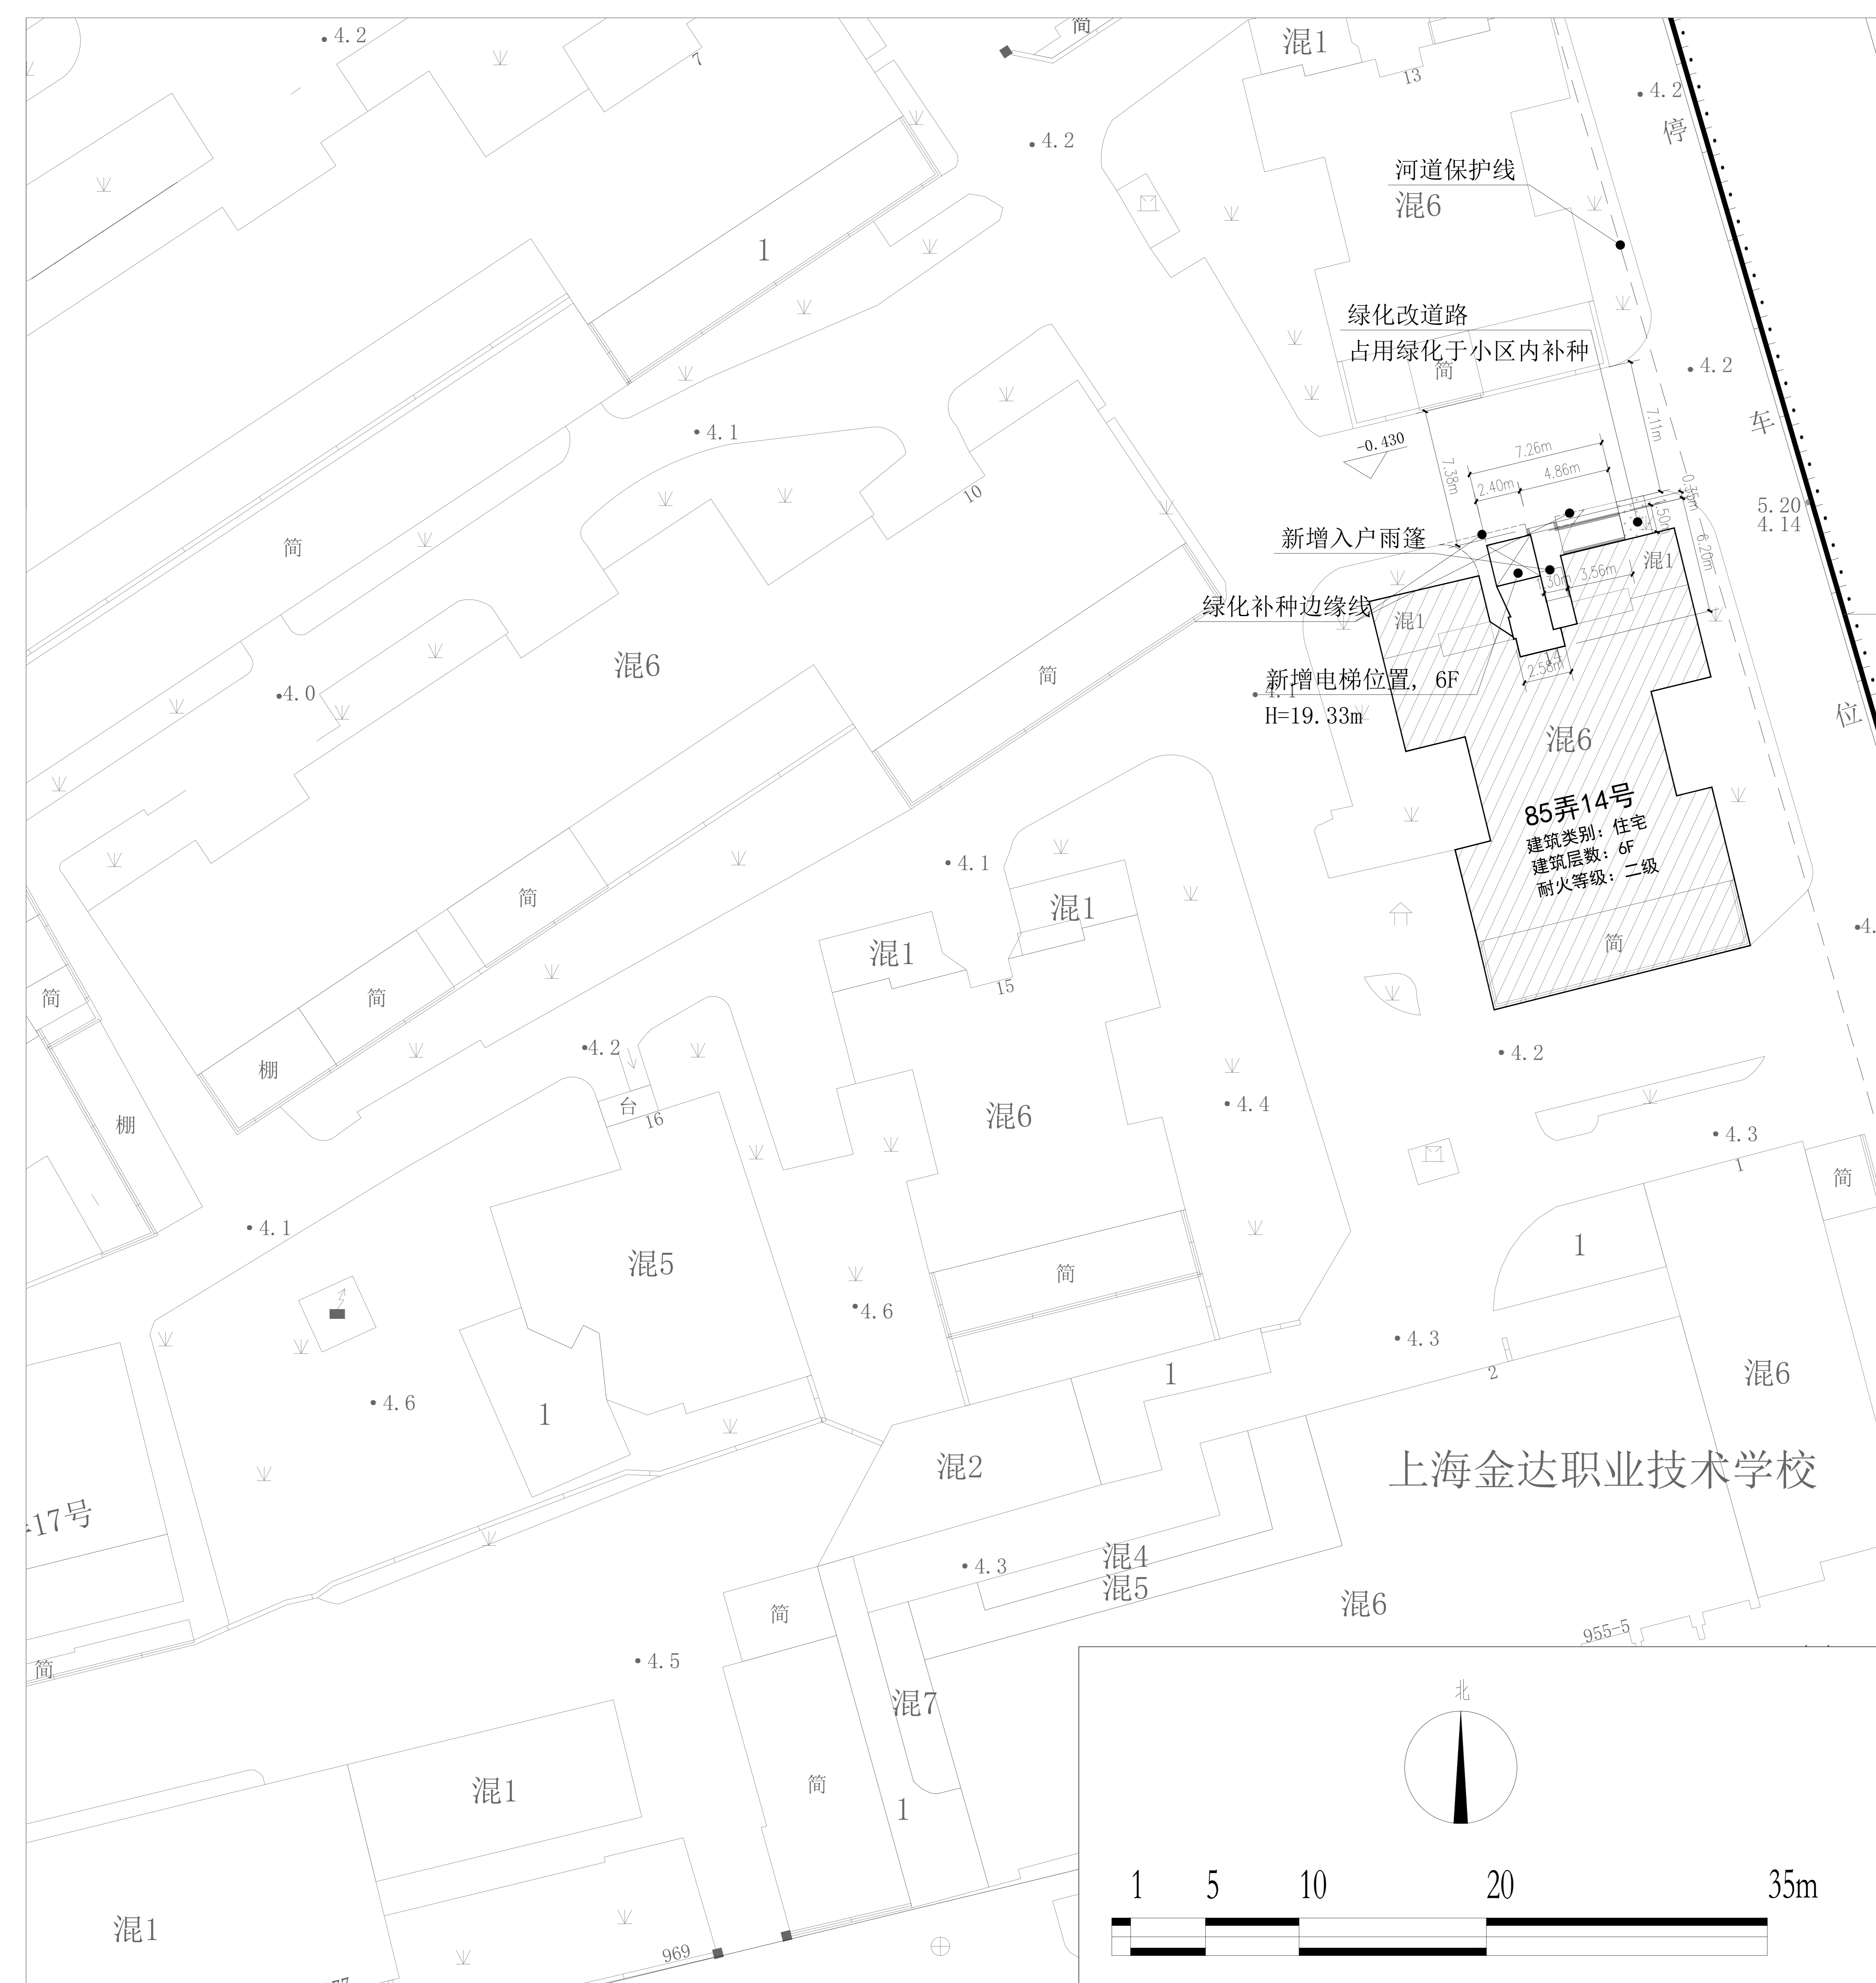 4.2
7
简
混1
13
4.2
停
4.2
河道保护线
混6
1
绿化改道路
占用绿化于小区内补种
简
4.2
车
7.11m
4.1
-0.430
7.26m
7.38m
4.86m
2.40m
0.35m
10
5.20
4.14
新增入户雨篷
简
混1
6.20m
3.56m
绿化补种边缘线
混1
混6
14
2.58m
简
新增电梯位置, 6F
4.1
4.0
H=19.33m
位
混6
85弄14号
建筑类别: 住宅
建筑层数: 6F
耐火等级: 二级
4.1
简
混1
简
混1
15
简
简
4.2
4.2
棚
台
16
混6
4.4
棚
4.3
1
简
4.1
混5
1
简
4.6
4.3
1
2
混6
4.6
1
混2
上海金达职业技术学校
17号
混4
4.3
混5
简
混6
955-5
简
4.5
北
混7
混1
简
1
1
5
10
20
35m
混1
969
77